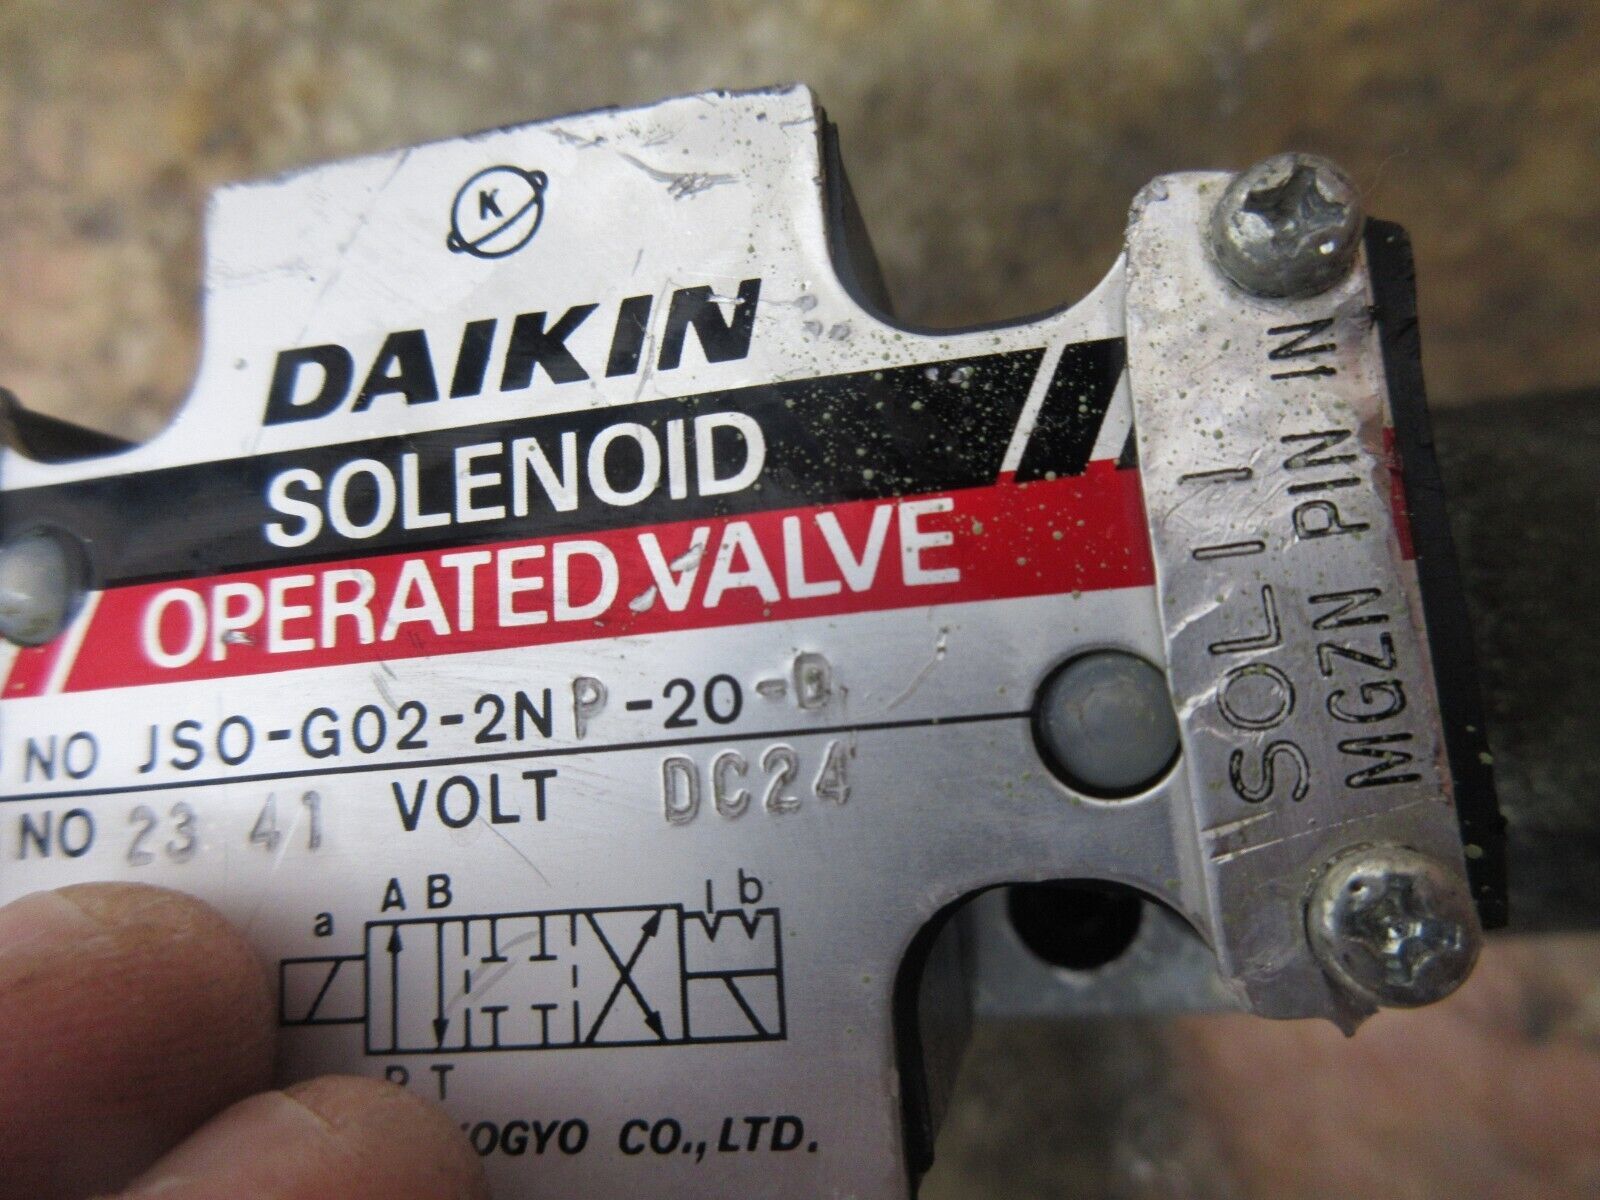 K
DAIKIN
SOLENOID
OPERATED VALVE
NO JSO-G02-2NP-20-D
NO 23 41 VOLT DC24
a A B b
P T
KOGYO CO., LTD.
SOL 11
MGZN PIN IN